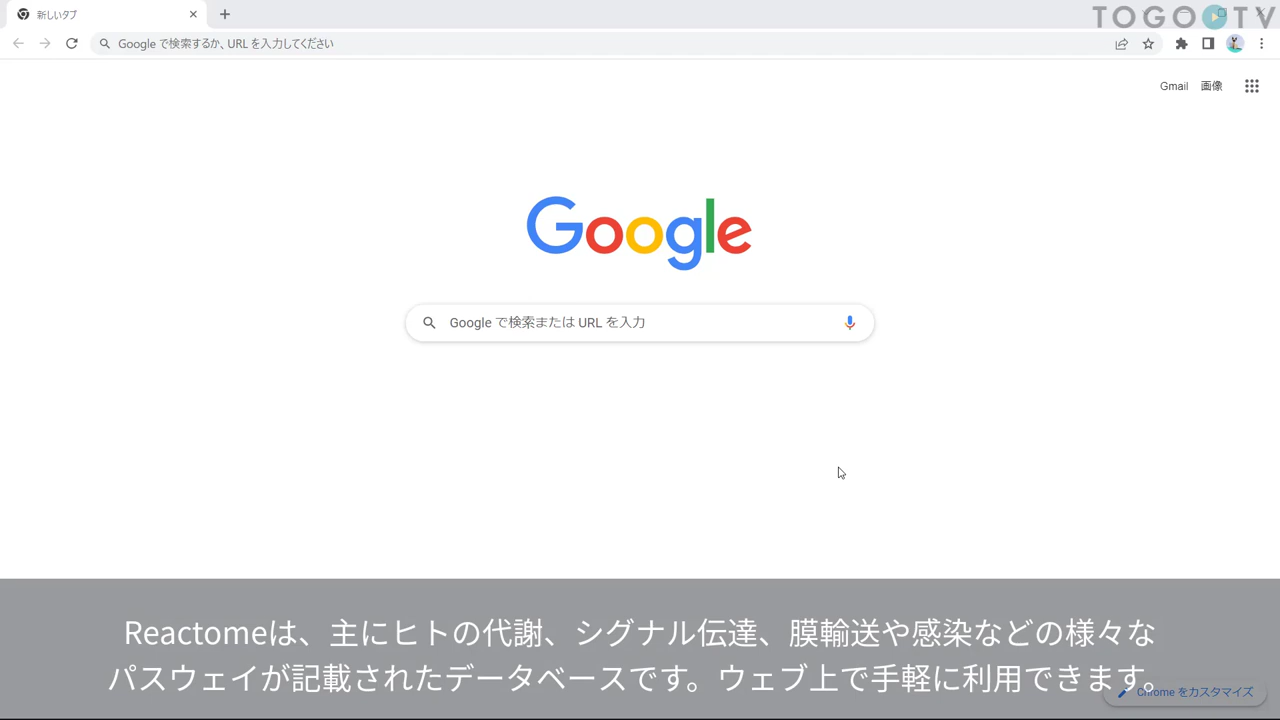 新しいタブ
TOGO TV
Google で検索するか、URL を入力してください
Gmail 画像
Google
Google で検索または URL を入力
Reactomeは、主にヒトの代謝、シグナル伝達、膜輸送や感染などの様々な
パスウェイが記載されたデータベースです。ウェブ上で手軽に利用できます。
Chrome をカスタマイズ